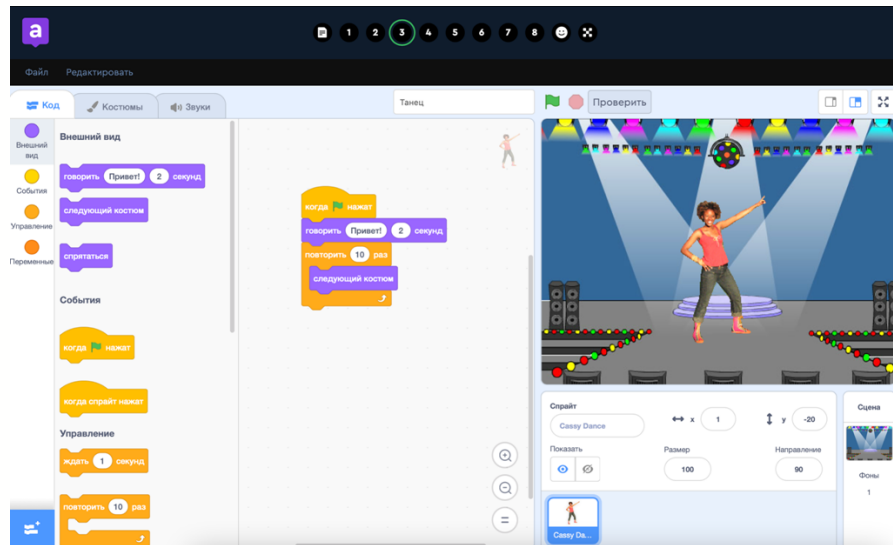 a
1 2 3 4 5 6 7 8
Файл Редактировать
Код Костюмы Звуки
Танец
Проверить
Внешний вид
События
Управление
Переменные
Внешний вид
говорить Привет! 2 секунд
следующий костюм
спрятаться
События
когда нажат
когда спрайт нажат
Управление
ждать 1 секунд
повторить 10 раз
когда нажат
говорить Привет! 2 секунд
повторить 10 раз
следующий костюм
Спрайт
Cassy Dance
x 1
y -20
Показать
Размер
100
Направление
90
Cassy Da...
Сцена
Фоны
1